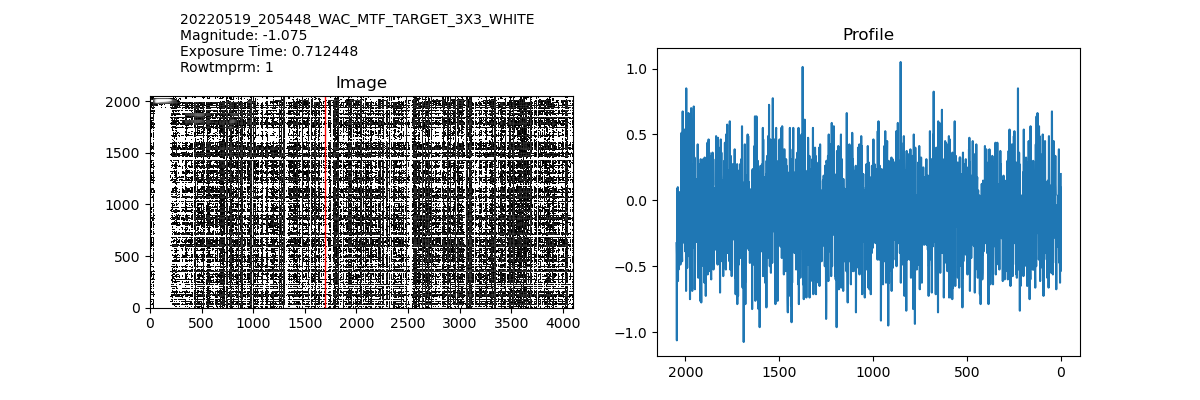 20220519_205448_WAC_MTF_TARGET_3X3_WHITE
Magnitude: -1.075
Exposure Time: 0.712448
Rowtmprm: 1
Image
2000
1500
1000
500
0
0 500 1000 1500 2000 2500 3000 3500 4000
Profile
1.0
0.5
0.0
−0.5
−1.0
2000 1500 1000 500 0